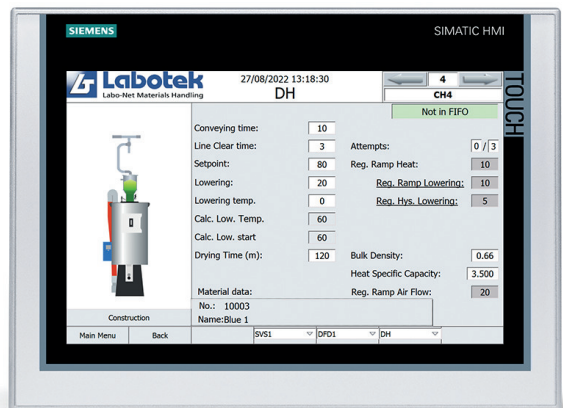 SIEMENS
SIMATIC HMI
TOUCH
Labotek
Labo-Net Materials Handling
27/08/2022 13:18:30
DH
4
CH4
Not in FIFO
Conveying time: 10
Line Clear time: 3
Attempts: 0 / 3
Setpoint: 80
Reg. Ramp Heat: 10
Lowering: 20
Reg. Ramp Lowering: 10
Lowering temp. 0
Reg. Hys. Lowering: 5
Calc. Low. Temp. 60
Calc. Low. start 60
Drying Time (m): 120
Bulk Density: 0.66
Heat Specific Capacity: 3.500
Material data:
Reg. Ramp Air Flow: 20
No.: 10003
Name:Blue 1
Construction
Main Menu
Back
SVS1
DFD1
DH